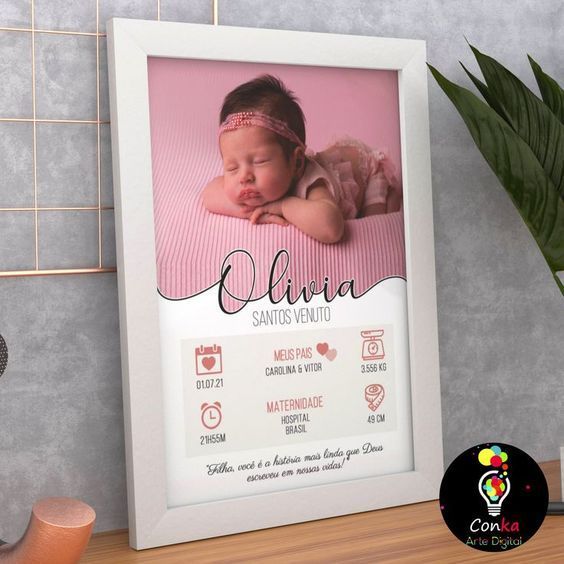 Olivia
SANTOS VENUTO
01.07.21
MEUS PAIS
CAROLINA & VITOR
3.556 KG
21H55M
MATERNIDADE
HOSPITAL
BRASIL
49 CM
"Filha, você é a história mais linda que Deus
escreveu em nossas vidas!
Conka
Arte Digital